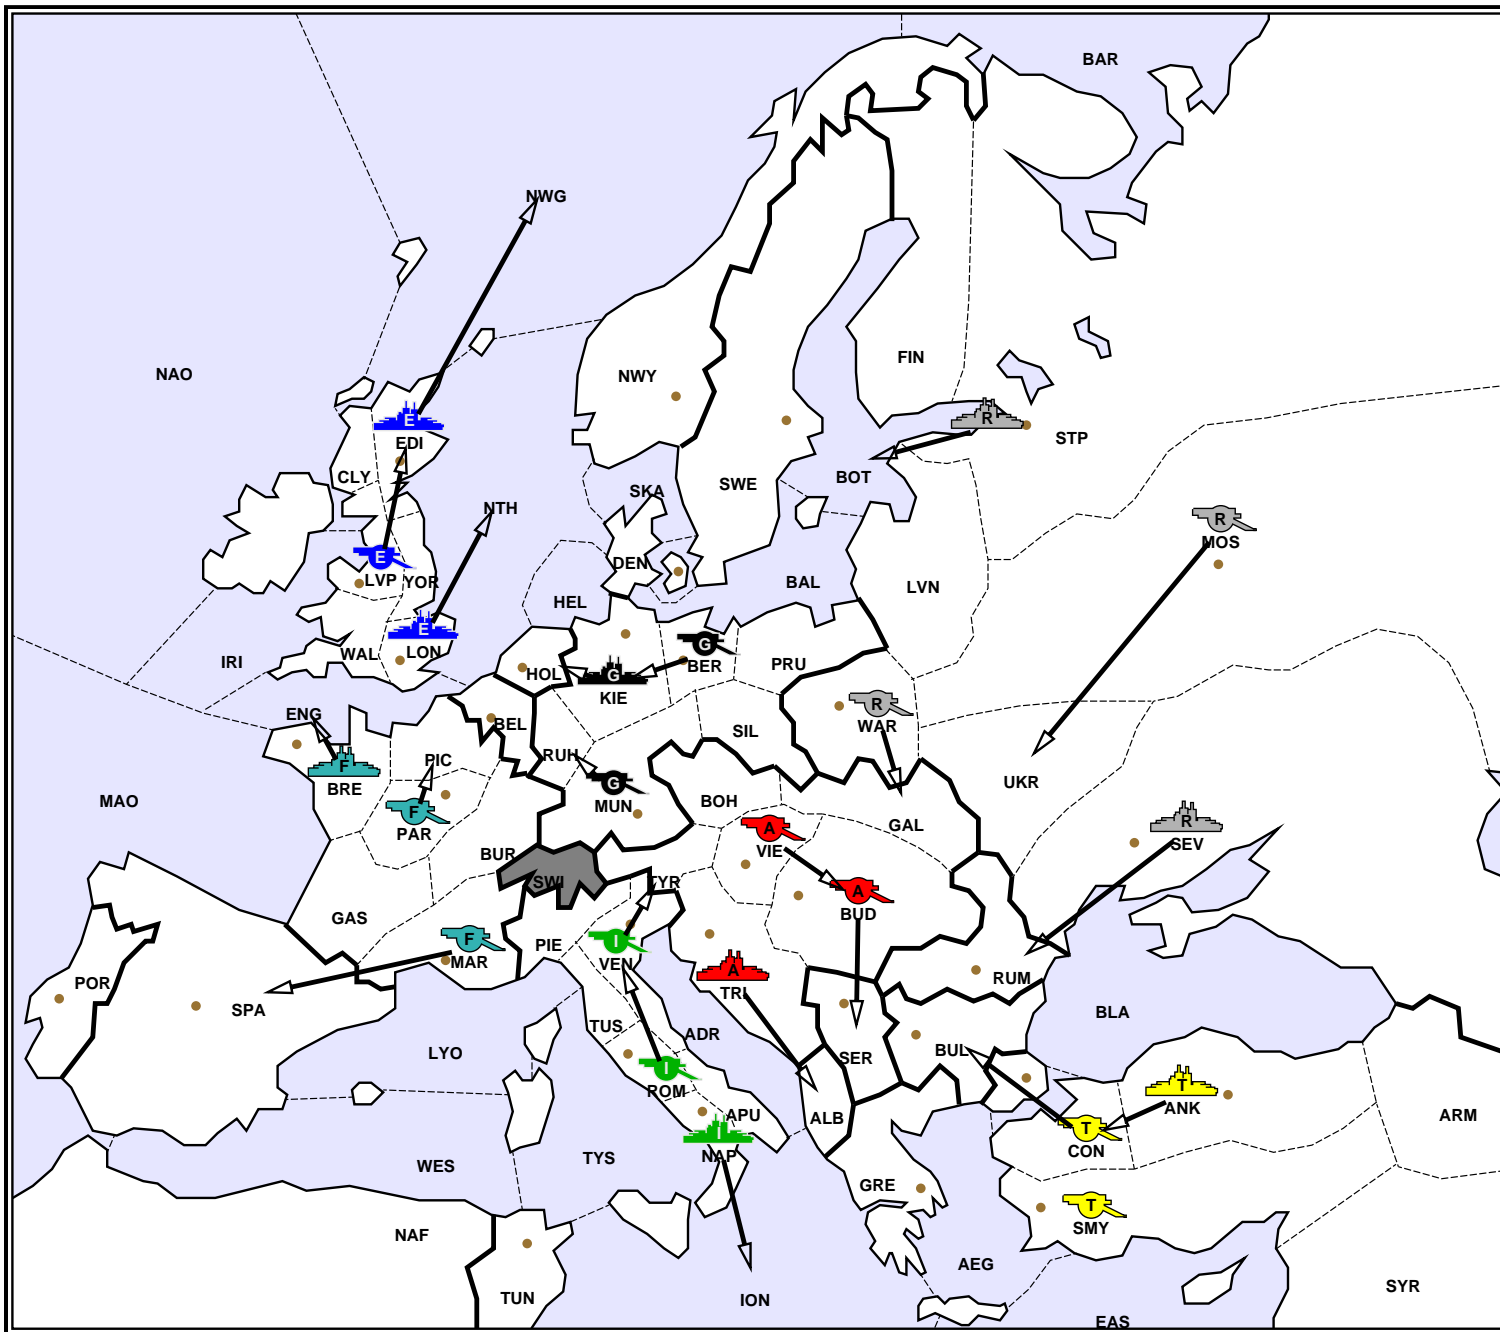 BAR
NWG
NAO
NWY
FIN
E
R
EDI
STP
CLY
BOT
SKA
SWE
NTH
R
MOS
E
LVP
YOR
DEN
BAL
LVN
HEL
E
LON
WAL
IRI
G
BER
PRU
HOL
G
KIE
ENG
BEL
R
WAR
SIL
RUH
PIC
F
BRE
G
MUN
UKR
MAO
BOH
F
PAR
A
VIE
GAL
R
SEV
BUR
SWI
TYR
A
BUD
GAS
F
MAR
PIE
I
VEN
A
TRI
RUM
POR
SPA
TUS
ADR
BLA
LYO
BUL
SER
I
ROM
T
ANK
APU
ALB
ARM
T
CON
I
NAP
TYS
WES
GRE
T
SMY
NAF
AEG
SYR
TUN
ION
EAS